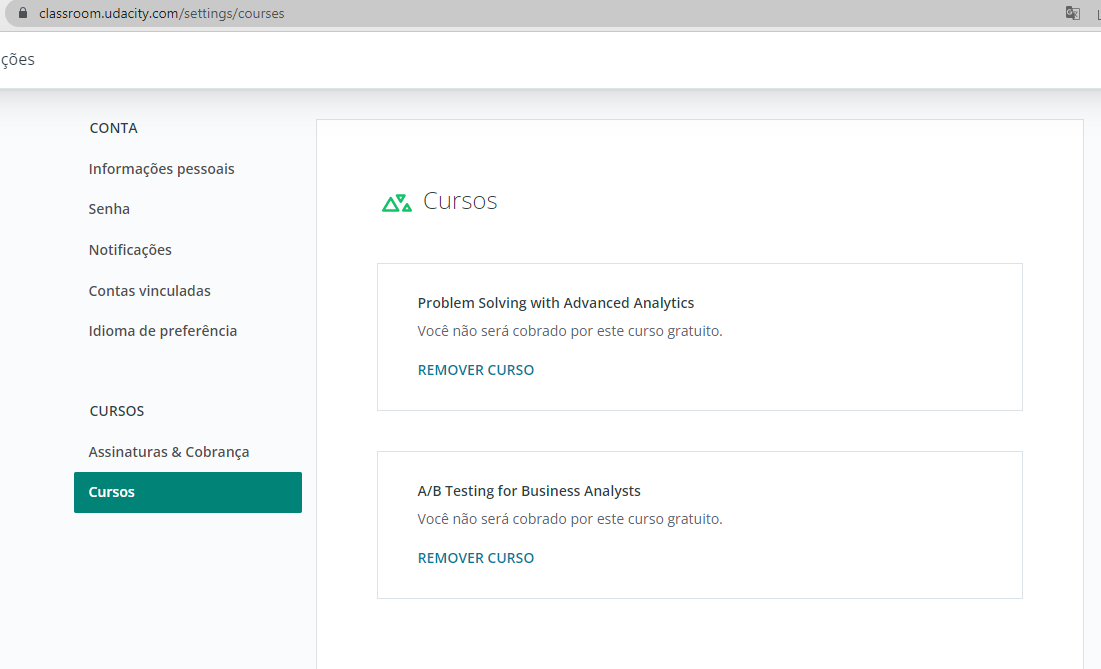 classroom.udacity.com/settings/courses
ções
CONTA
Informações pessoais
Senha
Notificações
Contas vinculadas
Idioma de preferência
CURSOS
Assinaturas & Cobrança
Cursos
Cursos
Problem Solving with Advanced Analytics
Você não será cobrado por este curso gratuito.
REMOVER CURSO
A/B Testing for Business Analysts
Você não será cobrado por este curso gratuito.
REMOVER CURSO